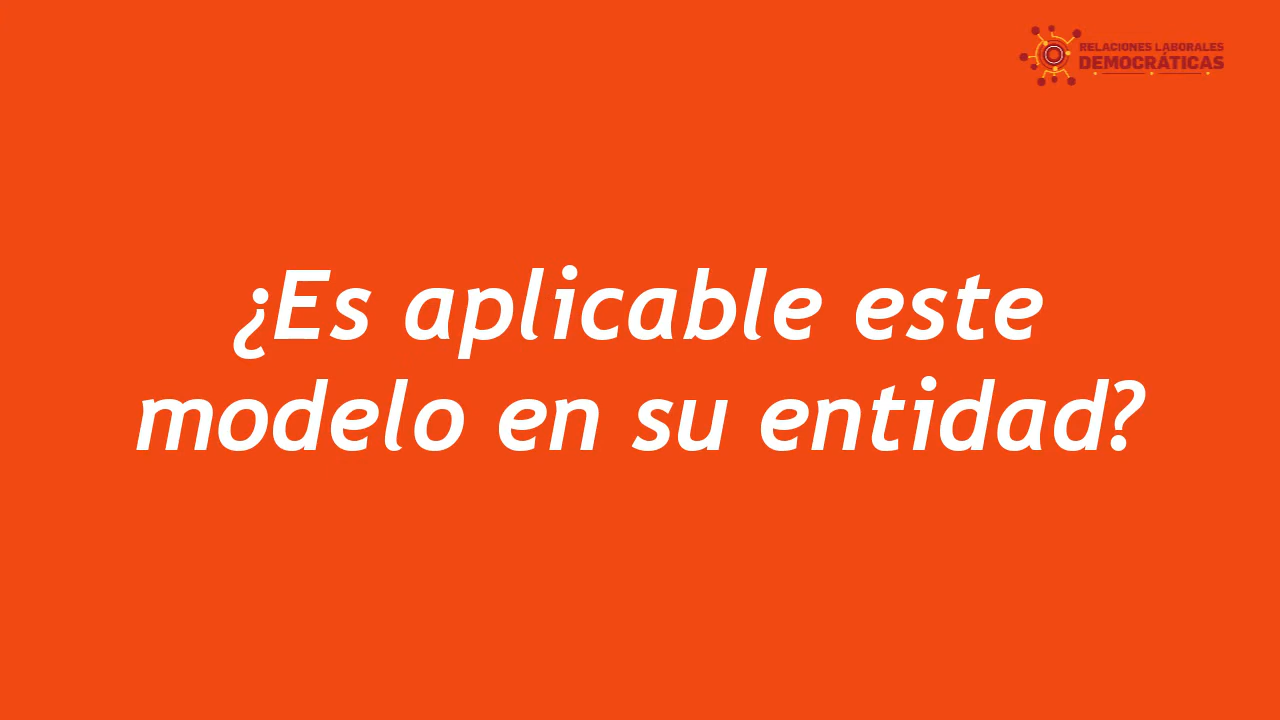 RELACIONES LABORALES
DEMOCRÁTICAS
¿Es aplicable este
modelo en su entidad?